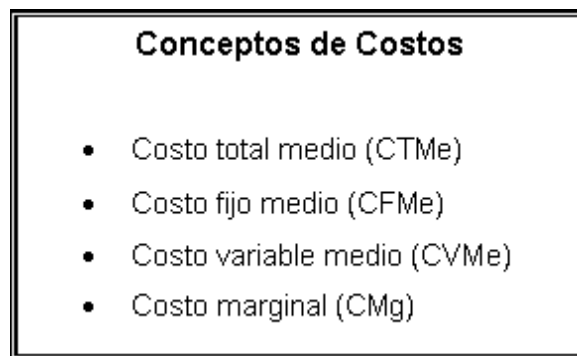 Conceptos de Costos
• Costo total medio (CTMe)
• Costo fijo medio (CFMe)
• Costo variable medio (CVMe)
• Costo marginal (CMg)